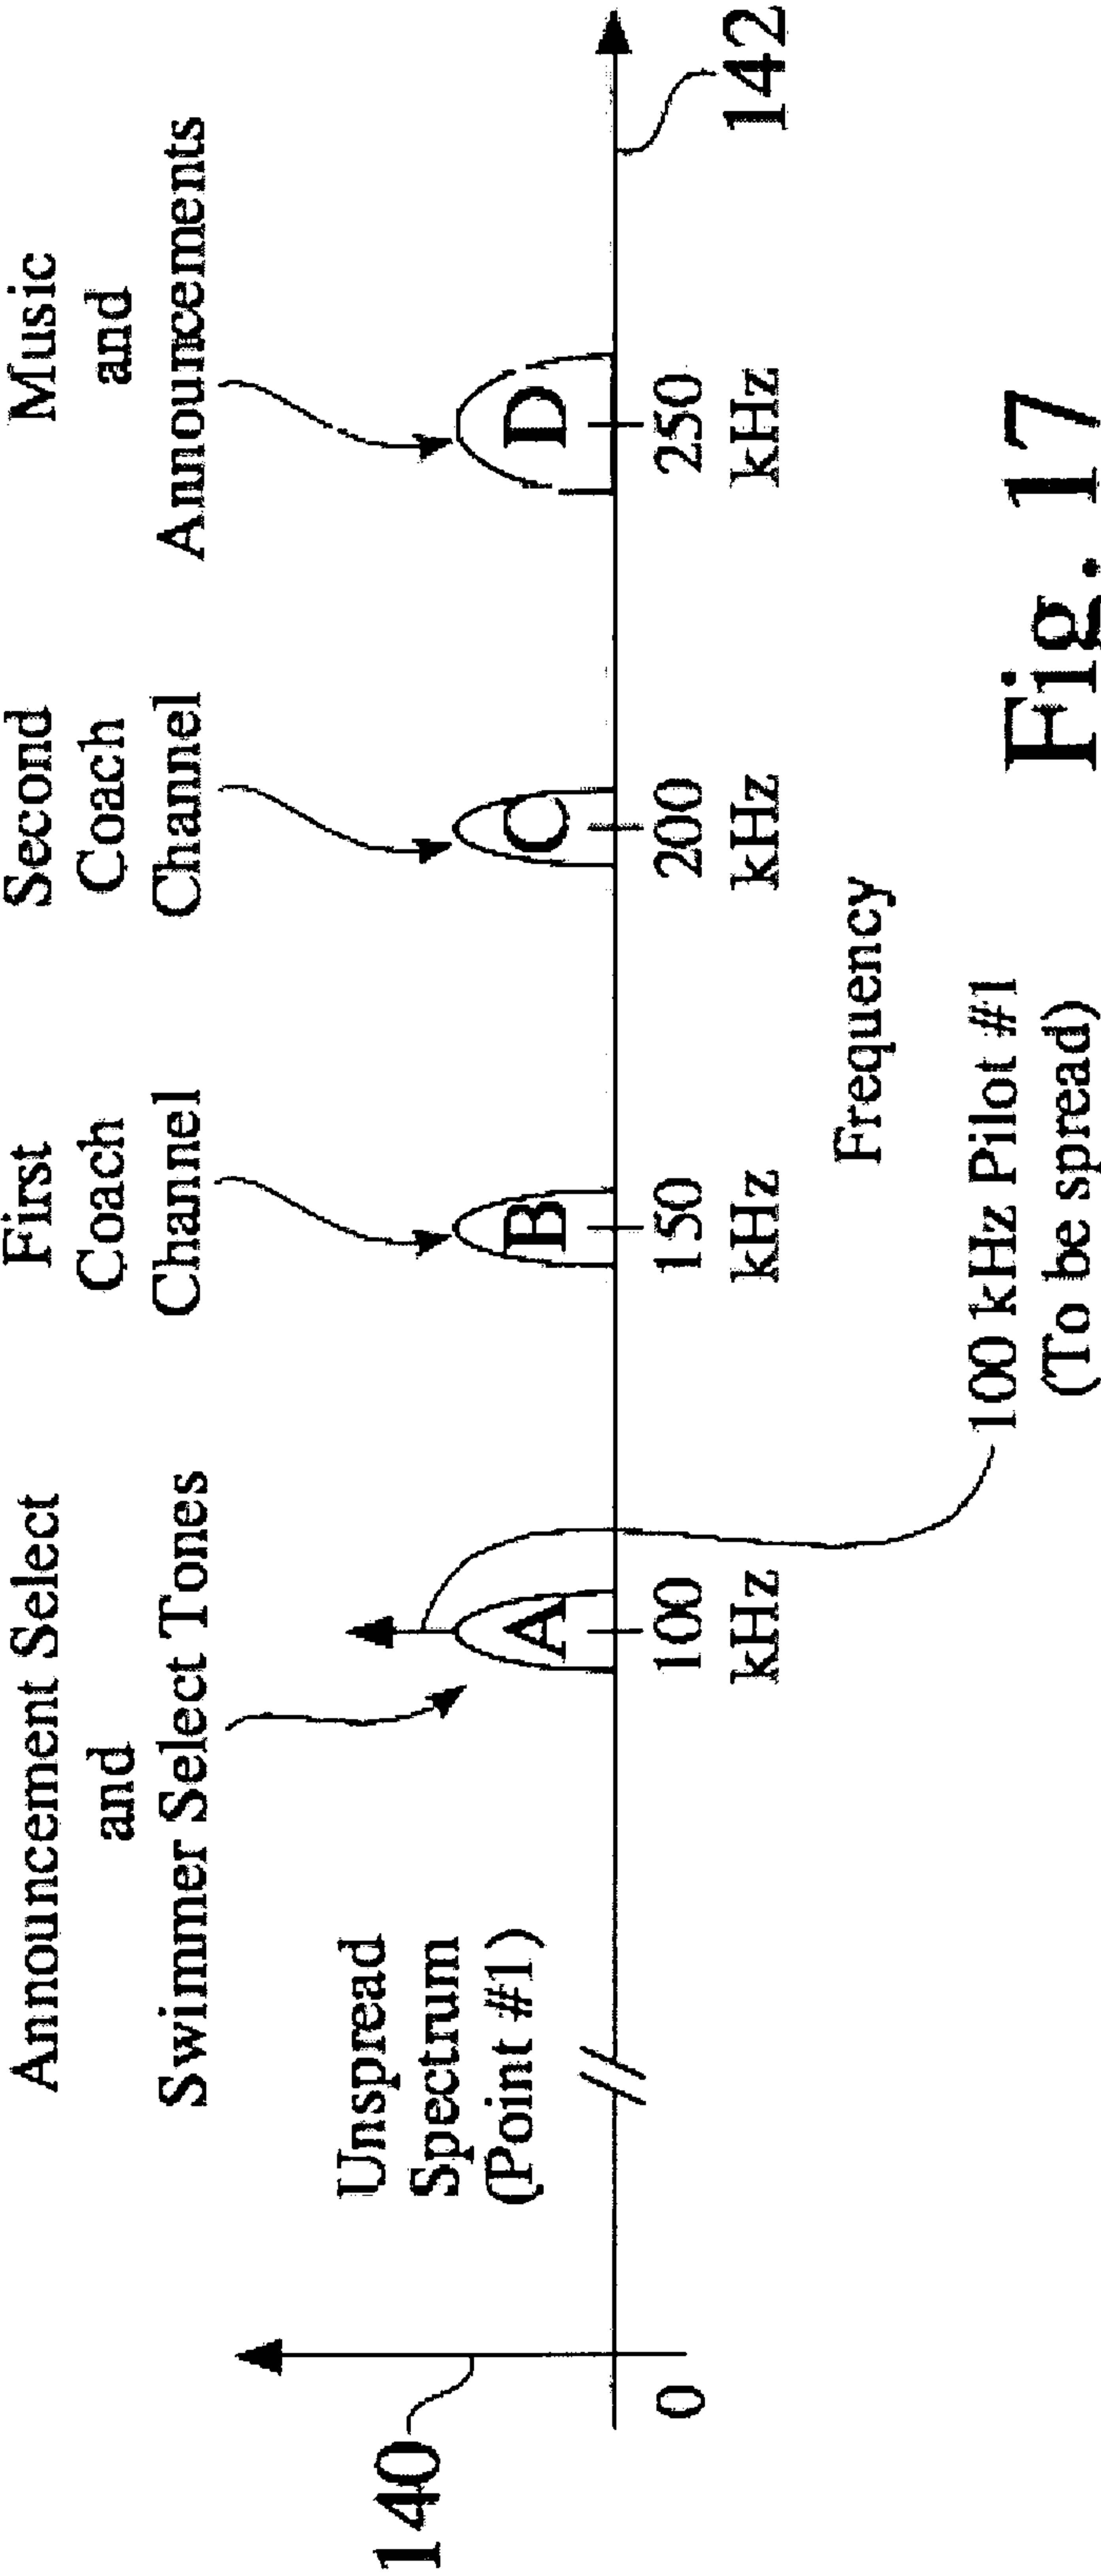 Announcement Select
and
Swimmer Select Tones
First
Coach
Channel
Second
Coach
Channel
Music
and
Announcements
140
Unspread
Spectrum
(Point #1)
A
B
C
D
142
0
100
kHz
150
kHz
200
kHz
250
kHz
Frequency
100 kHz Pilot #1
(To be spread)
Fig. 17